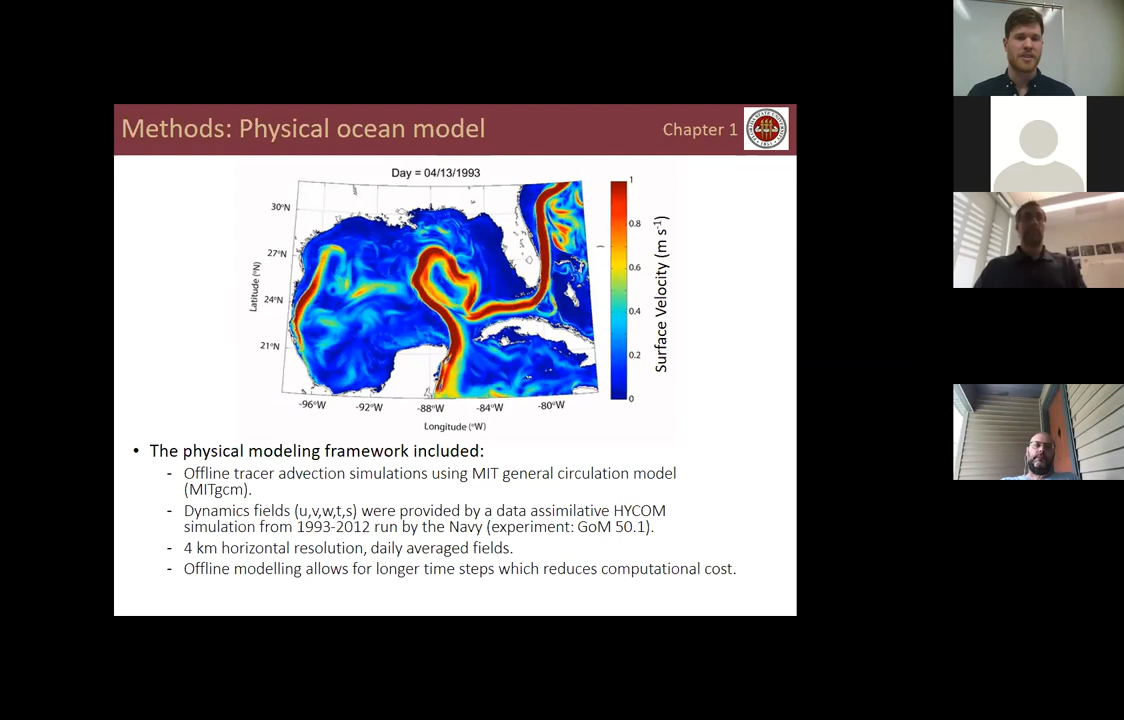 Methods: Physical ocean model
Chapter 1
Day = 04/13/1993
30°N
27°N
24°N
21°N
Latitude (°N)
-96°W
-92°W
-88°W
-84°W
-80°W
Longitude (°W)
1
0.8
0.6
0.4
0.2
0
Surface Velocity (m s⁻¹)
• The physical modeling framework included:
- Offline tracer advection simulations using MIT general circulation model
(MITgcm).
- Dynamics fields (u,v,w,t,s) were provided by a data assimilative HYCOM
simulation from 1993-2012 run by the Navy (experiment: GoM 50.1).
- 4 km horizontal resolution, daily averaged fields.
- Offline modelling allows for longer time steps which reduces computational cost.